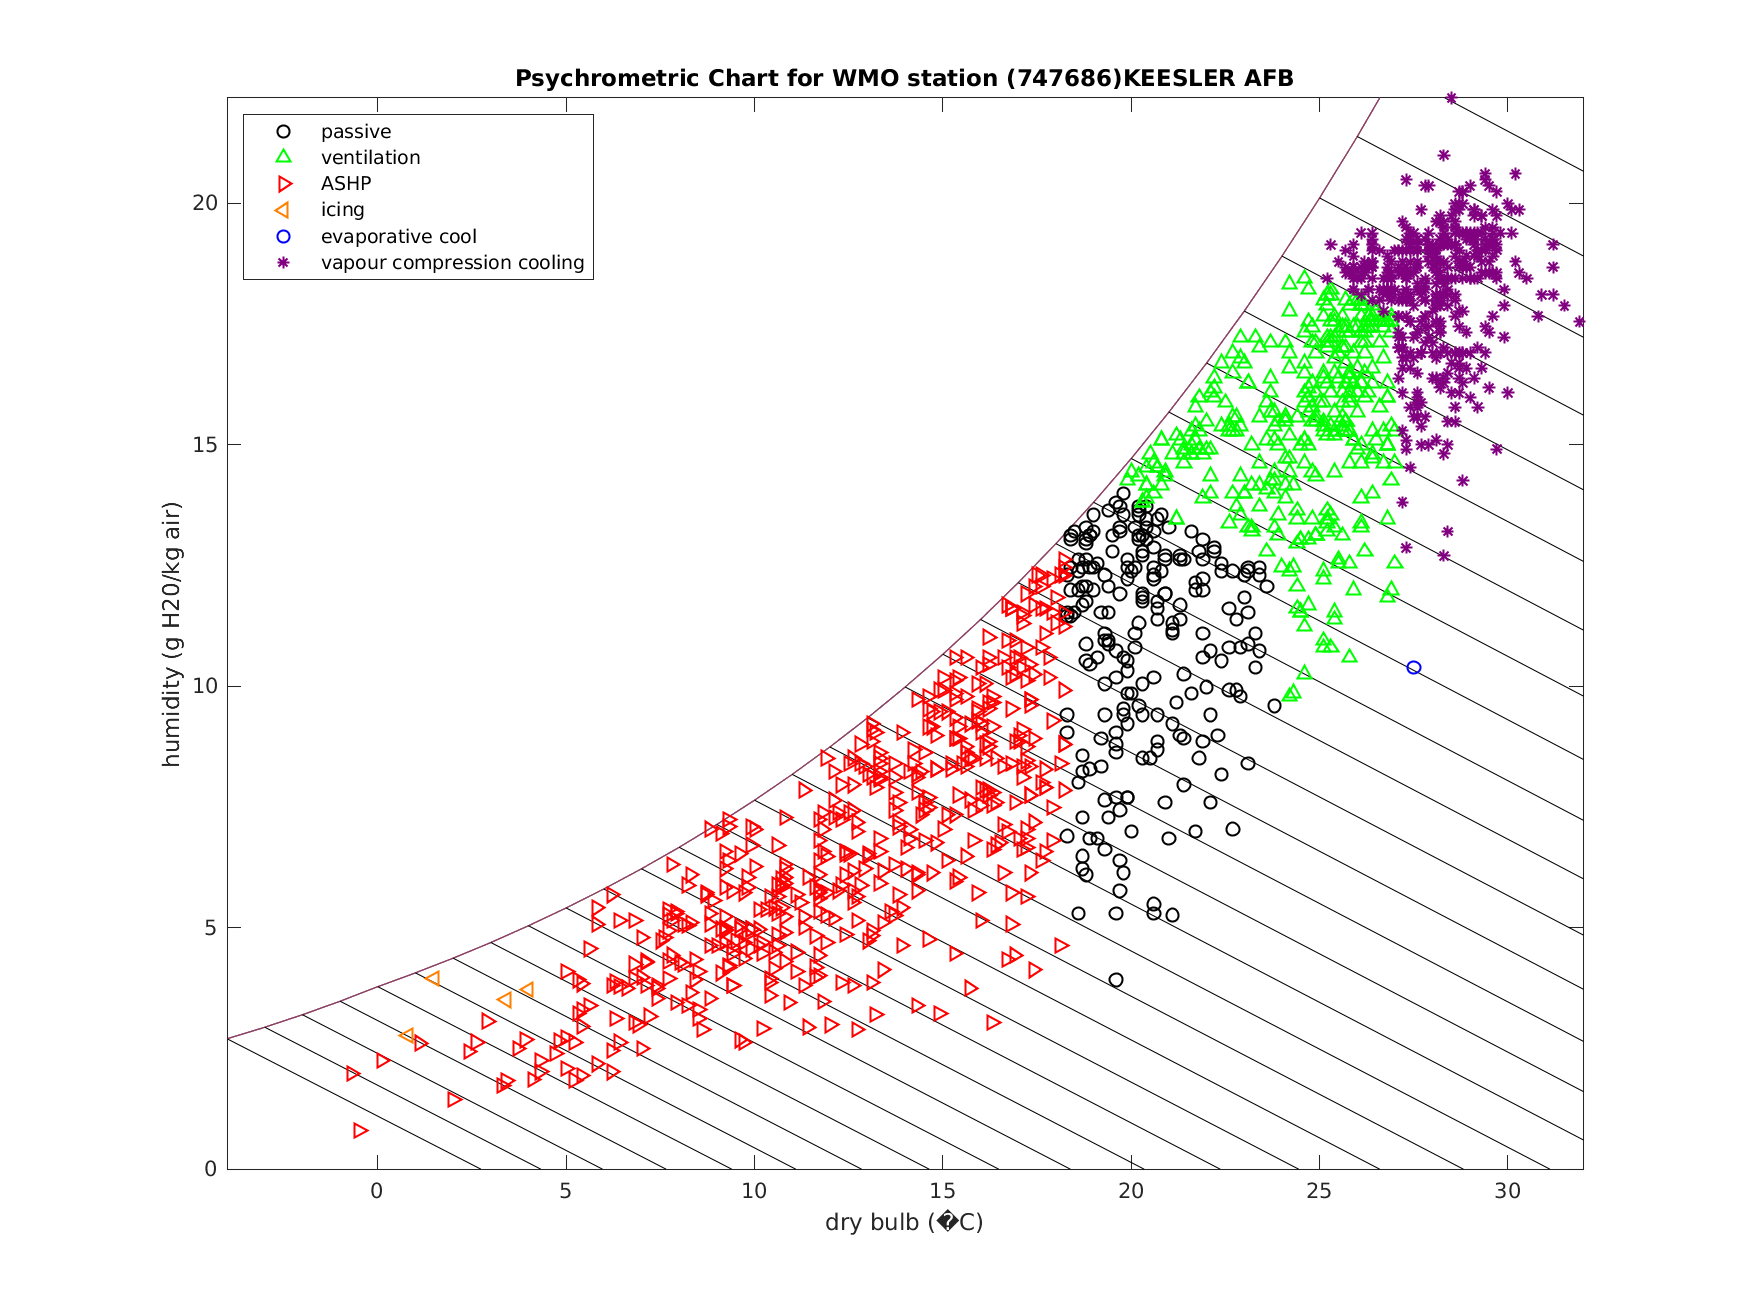 Psychrometric Chart for WMO station (747686)KEESLER AFB
passive
ventilation
ASHP
icing
evaporative cool
vapour compression cooling
humidity (g H20/kg air)
20
15
10
5
0
0 5 10 15 20 25 30
dry bulb (�C)